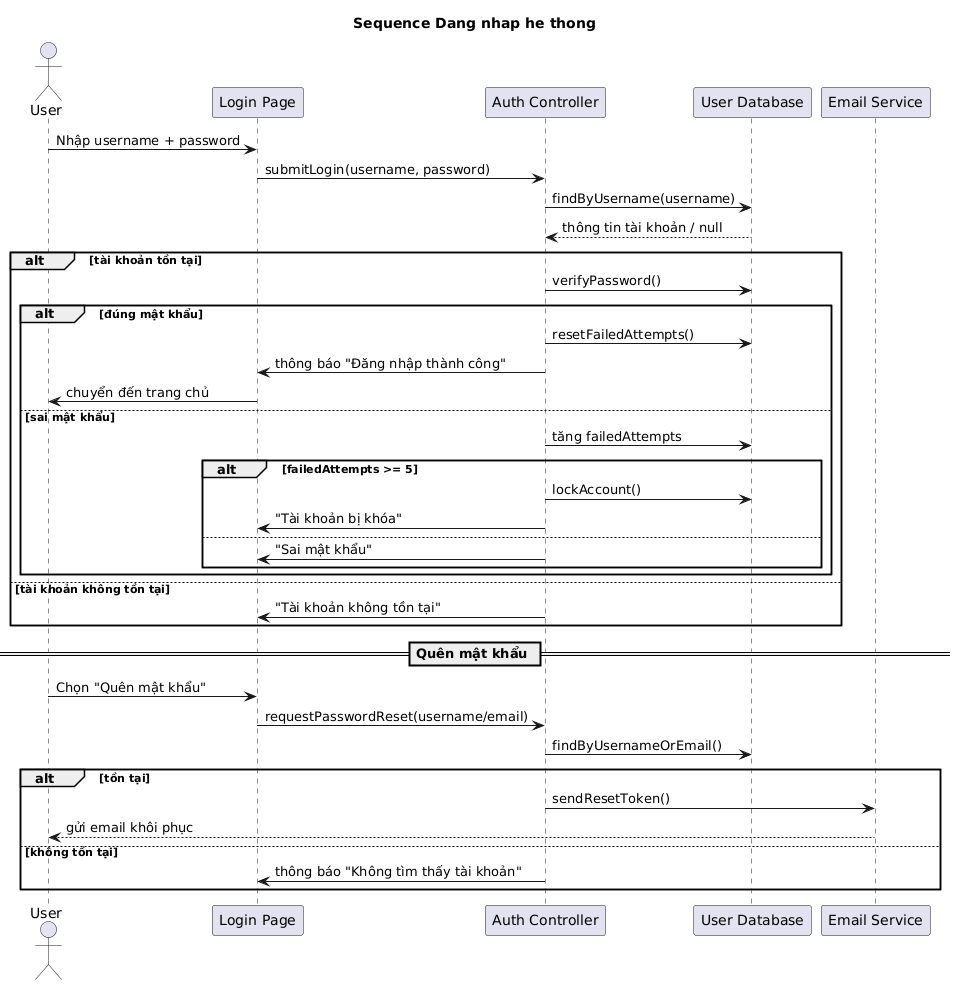 Sequence Dang nhap he thong
User
Login Page
Auth Controller
User Database
Email Service
Nhập username + password
submitLogin(username, password)
findByUsername(username)
thông tin tài khoản / null
alt [tài khoản tồn tại]
verifyPassword()
alt [đúng mật khẩu]
resetFailedAttempts()
thông báo "Đăng nhập thành công"
chuyển đến trang chủ
[sai mật khẩu]
tăng failedAttempts
alt [failedAttempts >= 5]
lockAccount()
"Tài khoản bị khóa"
"Sai mật khẩu"
[tài khoản không tồn tại]
"Tài khoản không tồn tại"
Quên mật khẩu
Chọn "Quên mật khẩu"
requestPasswordReset(username/email)
findByUsernameOrEmail()
alt [tồn tại]
sendResetToken()
gửi email khôi phục
[không tồn tại]
thông báo "Không tìm thấy tài khoản"
User
Login Page
Auth Controller
User Database
Email Service